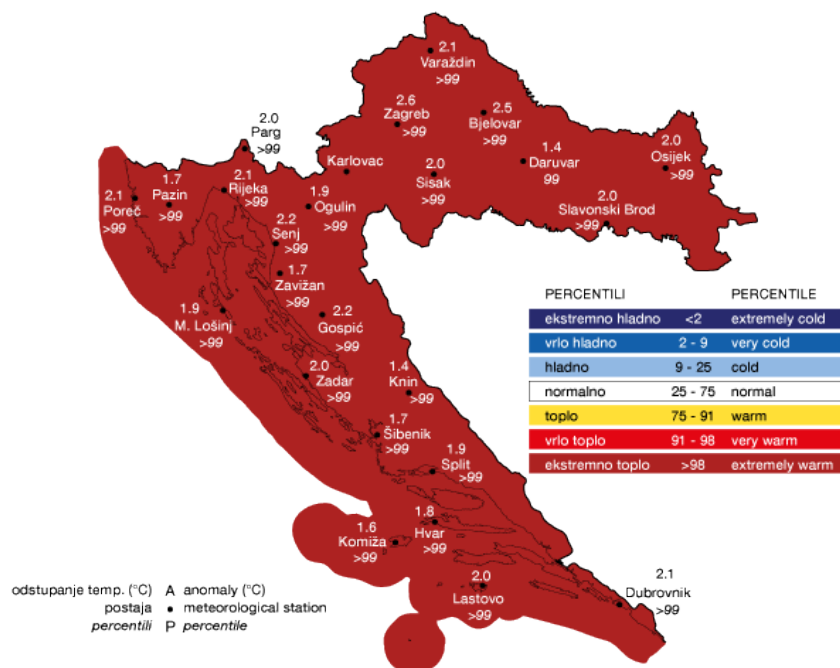 2.1
Varaždin
>99
2.6
Zagreb
>99
2.5
Bjelovar
>99
2.0
Parg
>99
1.4
Daruvar
99
2.0
Osijek
>99
Karlovac
2.0
Sisak
>99
2.1
Rijeka
>99
1.7
Pazin
>99
2.1
Poreč
>99
1.9
Ogulin
>99
2.0
Slavonski Brod
>99
2.2
Senj
>99
1.7
Zavižan
>99
1.9
M. Lošinj
>99
2.2
Gospić
>99
2.0
Zadar
>99
1.4
Knin
>99
1.7
Šibenik
>99
1.9
Split
>99
1.8
Hvar
>99
1.6
Komiža
>99
2.0
Lastovo
>99
2.1
Dubrovnik
>99
PERCENTILI PERCENTILE
ekstremno hladno <2 extremely cold
vrlo hladno 2 - 9 very cold
hladno 9 - 25 cold
normalno 25 - 75 normal
toplo 75 - 91 warm
vrlo toplo 91 - 98 very warm
ekstremno toplo >98 extremely warm
odstupanje temp. (°C) A anomaly (°C)
postaja • meteorological station
percentili P percentile